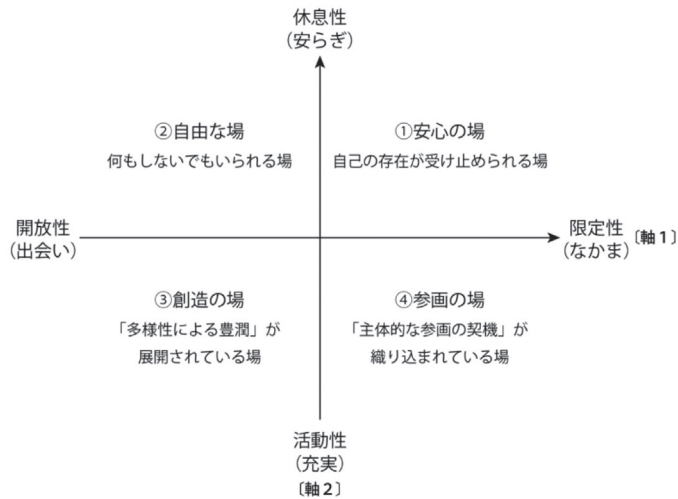 休息性
(安らぎ)
②自由な場
何もしないでもいられる場
①安心の場
自己の存在が受け止められる場
開放性
(出会い)
限定性
(なかま)
〔軸1〕
③創造の場
「多様性による豊潤」が
展開されている場
④参画の場
「主体的な参画の契機」が
織り込まれている場
活動性
(充実)
〔軸2〕